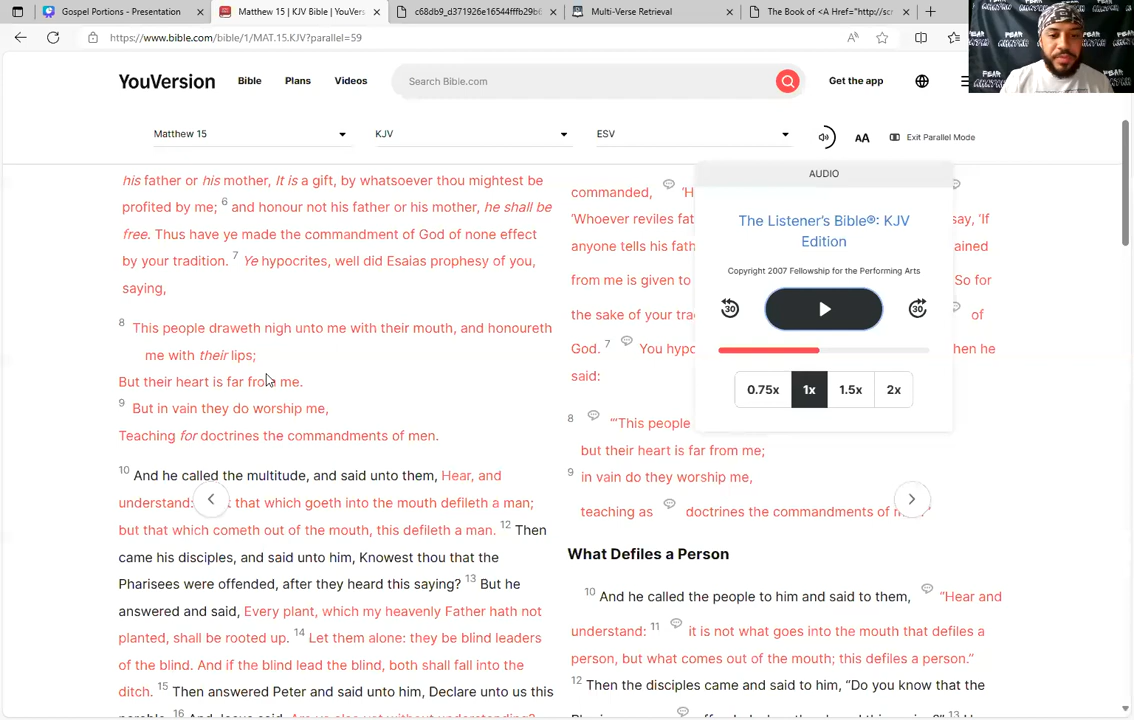 Gospel Portions - Presentation
Matthew 15 | KJV Bible | YouVers
c68db9_d371926e16544fffb29b6
Multi-Verse Retrieval
The Book of <A Href="http://scr
https://www.bible.com/bible/1/MAT.15.KJV?parallel=59
YouVersion
Bible
Plans
Videos
Search Bible.com
Get the app
Matthew 15
KJV
ESV
AA
Exit Parallel Mode
his father or his mother, It is a gift, by whatsoever thou mightest be
profited by me; 6 and honour not his father or his mother, he shall be
free. Thus have ye made the commandment of God of none effect
by your tradition. 7 Ye hypocrites, well did Esaias prophesy of you,
saying,
8 This people draweth nigh unto me with their mouth, and honoureth
me with their lips;
But their heart is far from me.
9 But in vain they do worship me,
Teaching for doctrines the commandments of men.
10 And he called the multitude, and said unto them, Hear, and
understand: that which goeth into the mouth defileth a man;
but that which cometh out of the mouth, this defileth a man. 12 Then
came his disciples, and said unto him, Knowest thou that the
Pharisees were offended, after they heard this saying? 13 But he
answered and said, Every plant, which my heavenly Father hath not
planted, shall be rooted up. 14 Let them alone: they be blind leaders
of the blind. And if the blind lead the blind, both shall fall into the
ditch. 15 Then answered Peter and said unto him, Declare unto us this
16
commanded,
'Whoever reviles say, 'If
anyone tells his
from me is given to So for
the sake of your of
God. 7 You
said:
8 "'This people
but their heart is far from me;
9 in vain do they worship me,
teaching as doctrines the commandments of
What Defiles a Person
10 And he called the people to him and said to them, "Hear and
understand: 11 it is not what goes into the mouth that defiles a
person, but what comes out of the mouth; this defiles a person."
12 Then the disciples came and said to him, "Do you know that the
AUDIO
The Listener's Bible®: KJV
Edition
Copyright 2007 Fellowship for the Performing Arts
30
30
0.75x
1x
1.5x
2x
FEAR
FEAR
FEAR